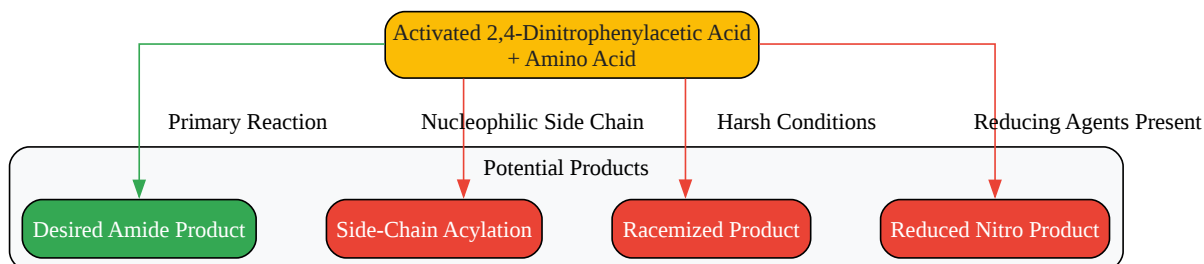 Activated 2,4-Dinitrophenylacetic Acid
+ Amino Acid
Primary Reaction
Nucleophilic Side Chain
Harsh Conditions
Reducing Agents Present
Potential Products
Desired Amide Product
Side-Chain Acylation
Racemized Product
Reduced Nitro Product